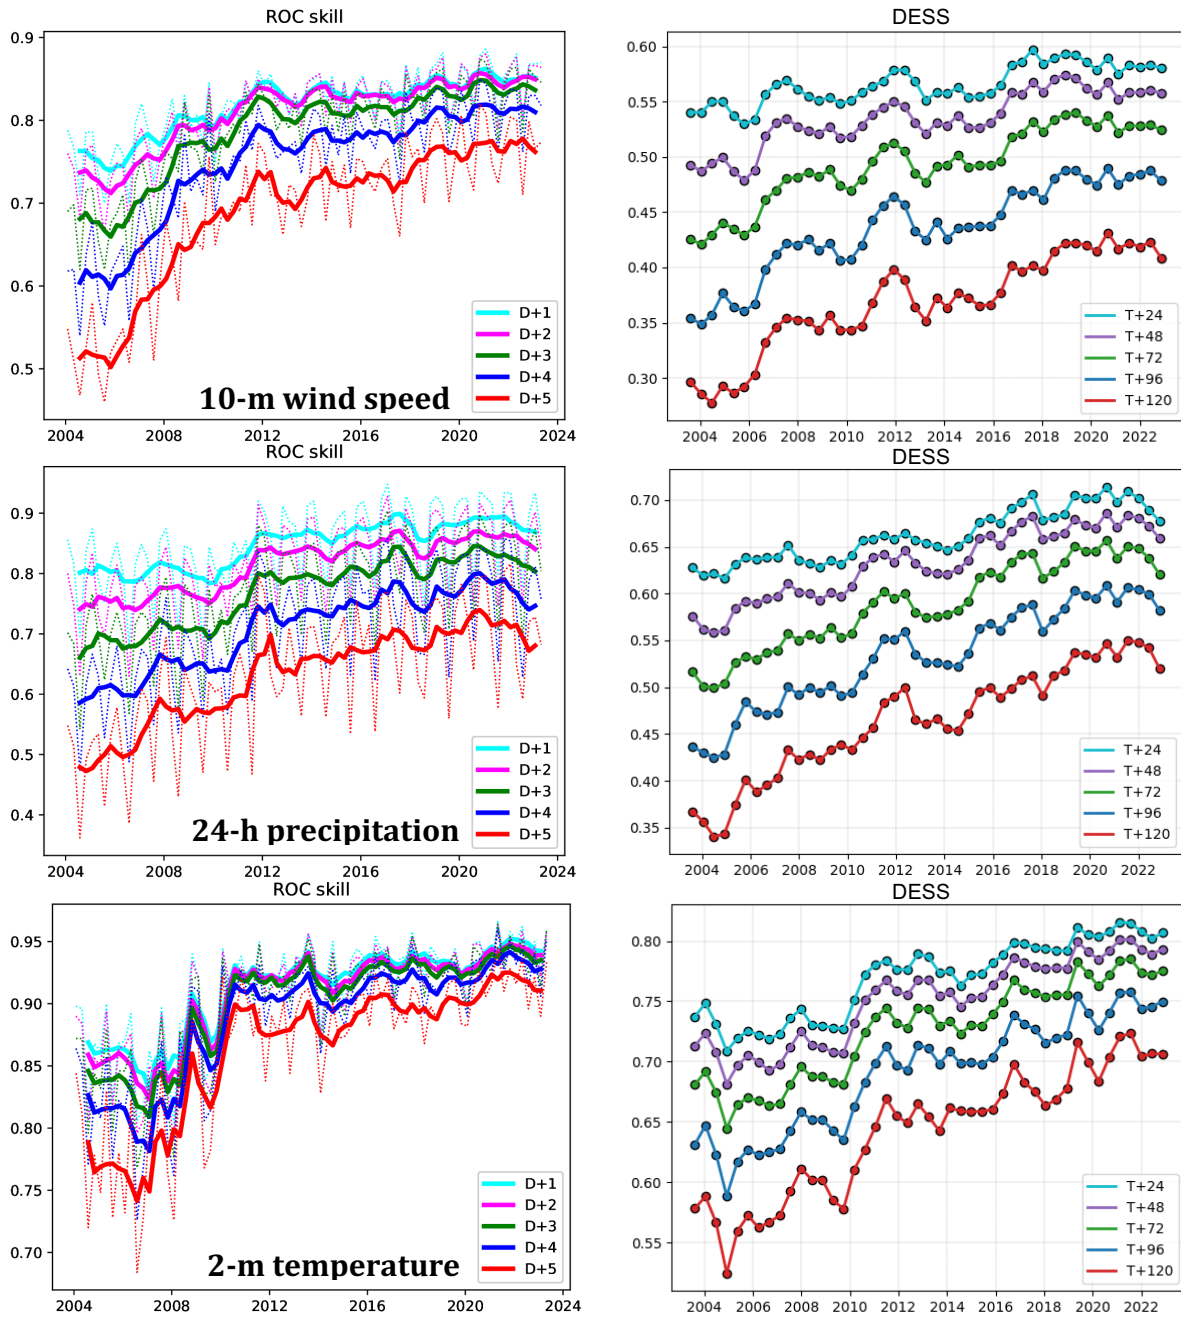 ROC skill
0.9
0.8
0.7
0.6
0.5
D+1
D+2
D+3
D+4
D+5
10-m wind speed
2004 2008 2012 2016 2020 2024
DESS
0.60
0.55
0.50
0.45
0.40
0.35
0.30
T+24
T+48
T+72
T+96
T+120
2004 2006 2008 2010 2012 2014 2016 2018 2020 2022
ROC skill
0.9
0.8
0.7
0.6
0.5
0.4
D+1
D+2
D+3
D+4
D+5
24-h precipitation
2004 2008 2012 2016 2020 2024
DESS
0.70
0.65
0.60
0.55
0.50
0.45
0.40
0.35
T+24
T+48
T+72
T+96
T+120
2004 2006 2008 2010 2012 2014 2016 2018 2020 2022
ROC skill
0.95
0.90
0.85
0.80
0.75
0.70
D+1
D+2
D+3
D+4
D+5
2-m temperature
2004 2008 2012 2016 2020 2024
DESS
0.80
0.75
0.70
0.65
0.60
0.55
T+24
T+48
T+72
T+96
T+120
2004 2006 2008 2010 2012 2014 2016 2018 2020 2022